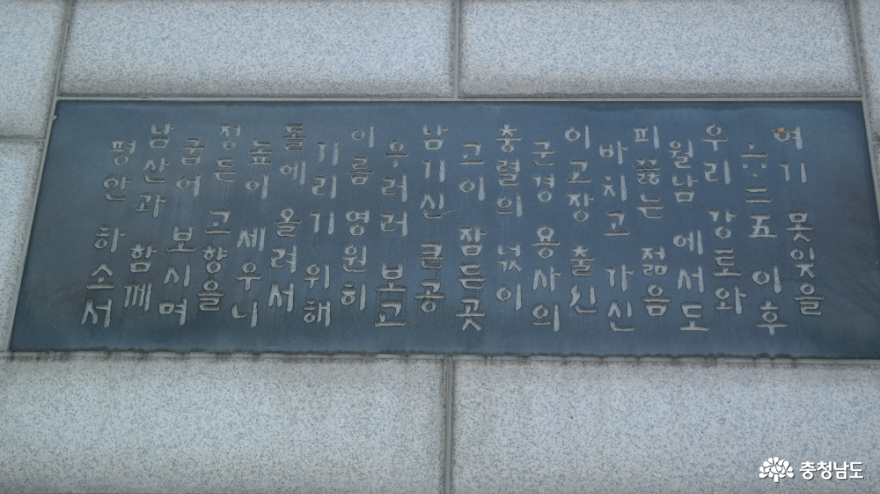 여기 못잊을
六·二五 이후
우리 강토와
월남에서도
피끓는 젊음
바치고 가신
이고장 출신
군경 용사의
충렬의 넋이
고이 잠든곳
남기신 큰공
우러러 보고
이름 영원히
기리기 위해
돌에 올려서
높이 세우니
정든 고향을
굽어 보시며
남산과 함께
평안 하소서
충청남도